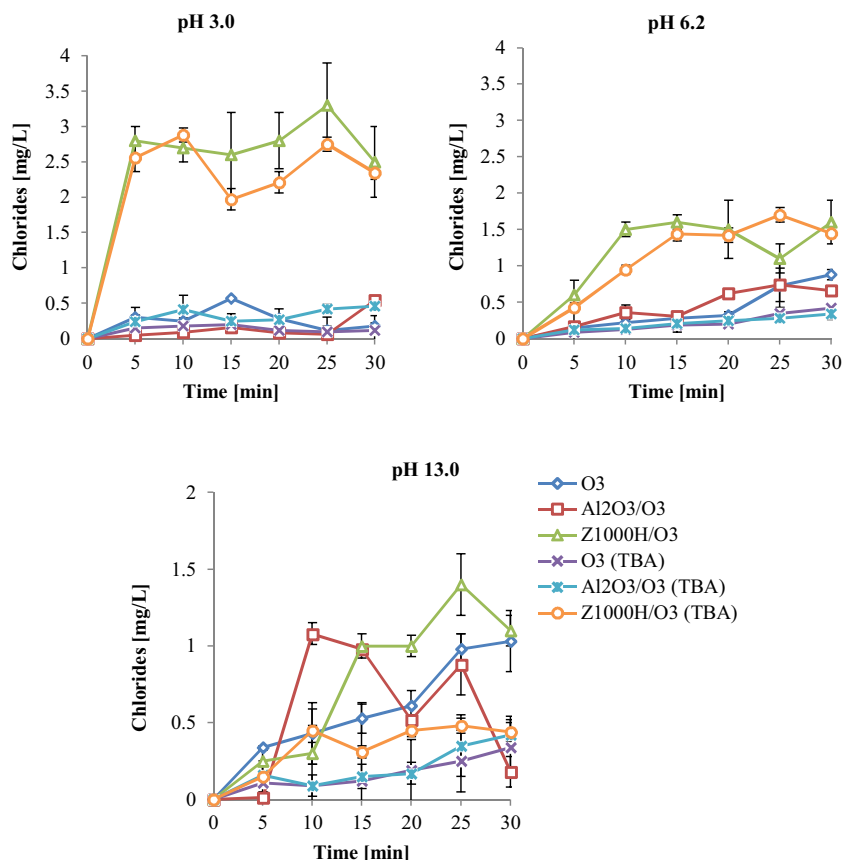 pH 3.0
4
3.5
3
2.5
2
1.5
1
0.5
0
Chlorides [mg/L]
0 5 10 15 20 25 30
Time [min]
pH 6.2
4
3.5
3
2.5
2
1.5
1
0.5
0
Chlorides [mg/L]
0 5 10 15 20 25 30
Time [min]
pH 13.0
2
1.5
1
0.5
0
Chlorides [mg/L]
0 5 10 15 20 25 30
Time [min]
O3
Al2O3/O3
Z1000H/O3
O3 (TBA)
Al2O3/O3 (TBA)
Z1000H/O3 (TBA)